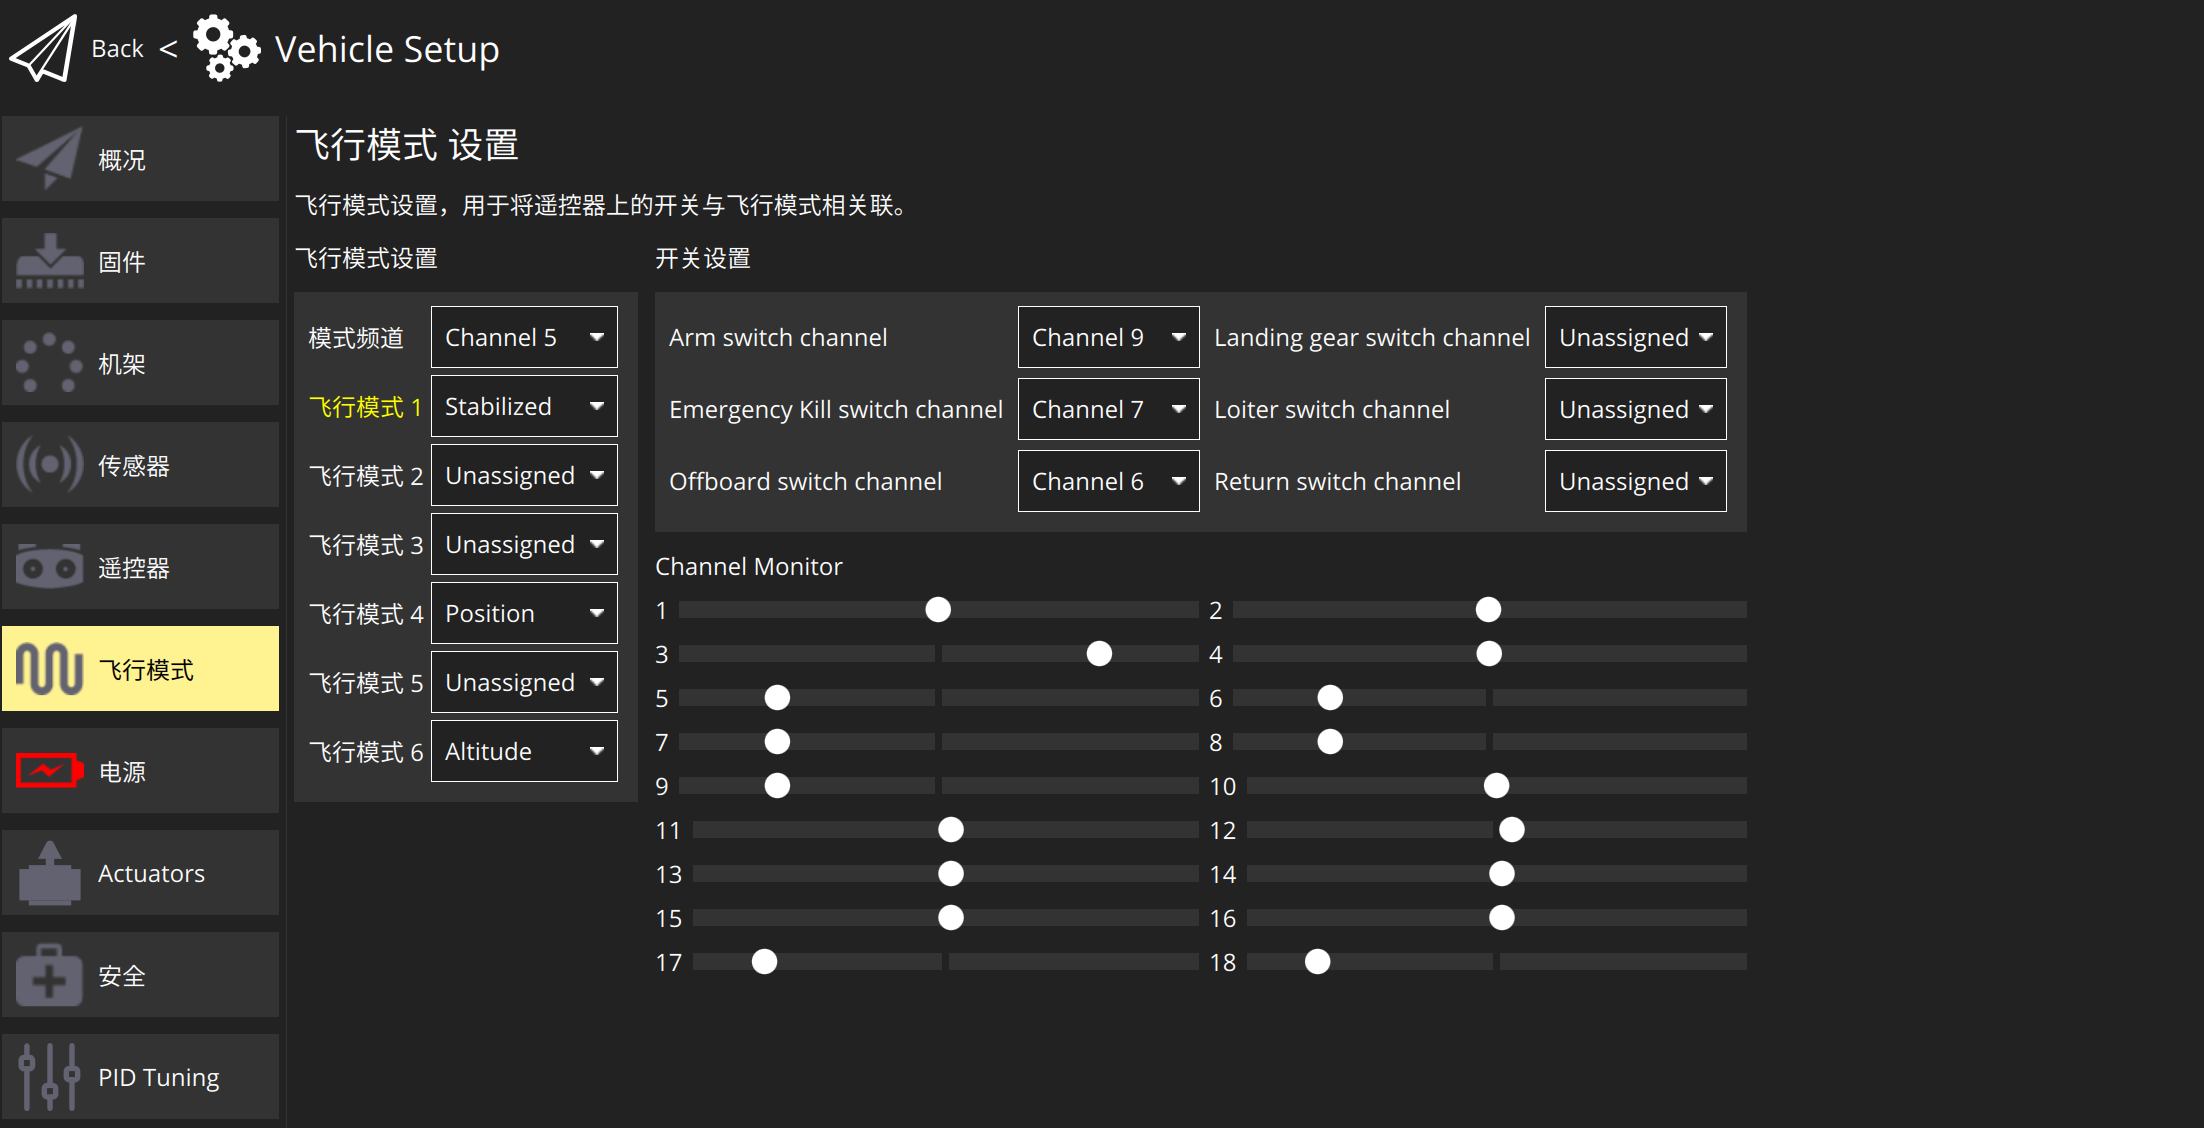 Back < Vehicle Setup
概况
固件
机架
传感器
遥控器
飞行模式
电源
Actuators
安全
PID Tuning
飞行模式 设置
飞行模式设置，用于将遥控器上的开关与飞行模式相关联。
飞行模式设置
模式频道 Channel 5
飞行模式 1 Stabilized
飞行模式 2 Unassigned
飞行模式 3 Unassigned
飞行模式 4 Position
飞行模式 5 Unassigned
飞行模式 6 Altitude
开关设置
Arm switch channel Channel 9 Landing gear switch channel Unassigned
Emergency Kill switch channel Channel 7 Loiter switch channel Unassigned
Offboard switch channel Channel 6 Return switch channel Unassigned
Channel Monitor
1 2
3 4
5 6
7 8
9 10
11 12
13 14
15 16
17 18